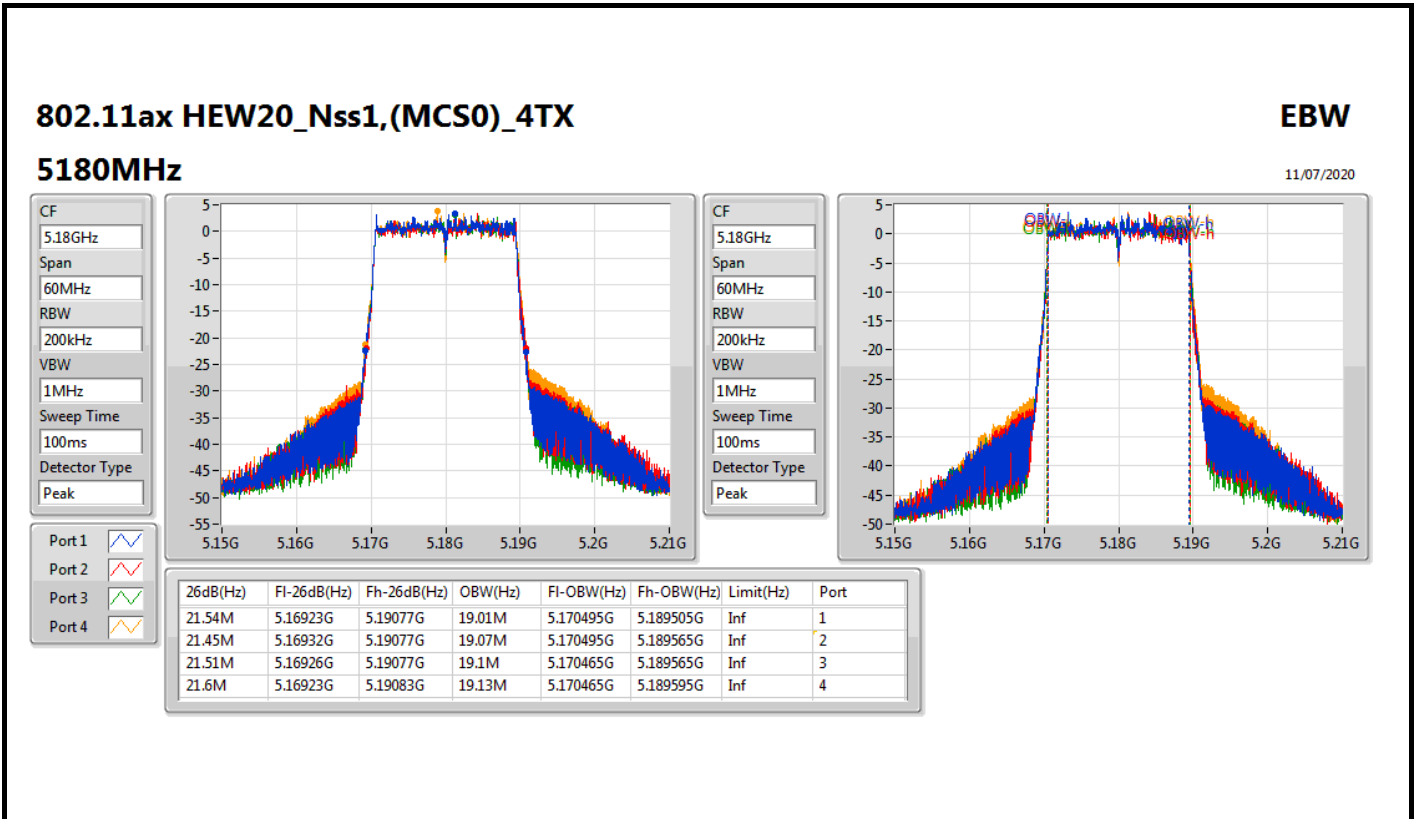 802.11ax HEW20_Nss1,(MCS0)_4TX
EBW
5180MHz
11/07/2020
CF
5.18GHz
Span
60MHz
RBW
200kHz
VBW
1MHz
Sweep Time
100ms
Detector Type
Peak
5
0
-5
-10
-15
-20
-25
-30
-35
-40
-45
-50
-55
5.15G 5.16G 5.17G 5.18G 5.19G 5.2G 5.21G
CF
5.18GHz
Span
60MHz
RBW
200kHz
VBW
1MHz
Sweep Time
100ms
Detector Type
Peak
5
0
-5
-10
-15
-20
-25
-30
-35
-40
-45
-50
5.15G 5.16G 5.17G 5.18G 5.19G 5.2G 5.21G
Port 1
Port 2
Port 3
Port 4
26dB(Hz) Fl-26dB(Hz) Fh-26dB(Hz) OBW(Hz) Fl-OBW(Hz) Fh-OBW(Hz) Limit(Hz) Port
21.54M 5.16923G 5.19077G 19.01M 5.170495G 5.189505G Inf 1
21.45M 5.16932G 5.19077G 19.07M 5.170495G 5.189565G Inf 2
21.51M 5.16926G 5.19077G 19.1M 5.170465G 5.189565G Inf 3
21.6M 5.16923G 5.19083G 19.13M 5.170465G 5.189595G Inf 4